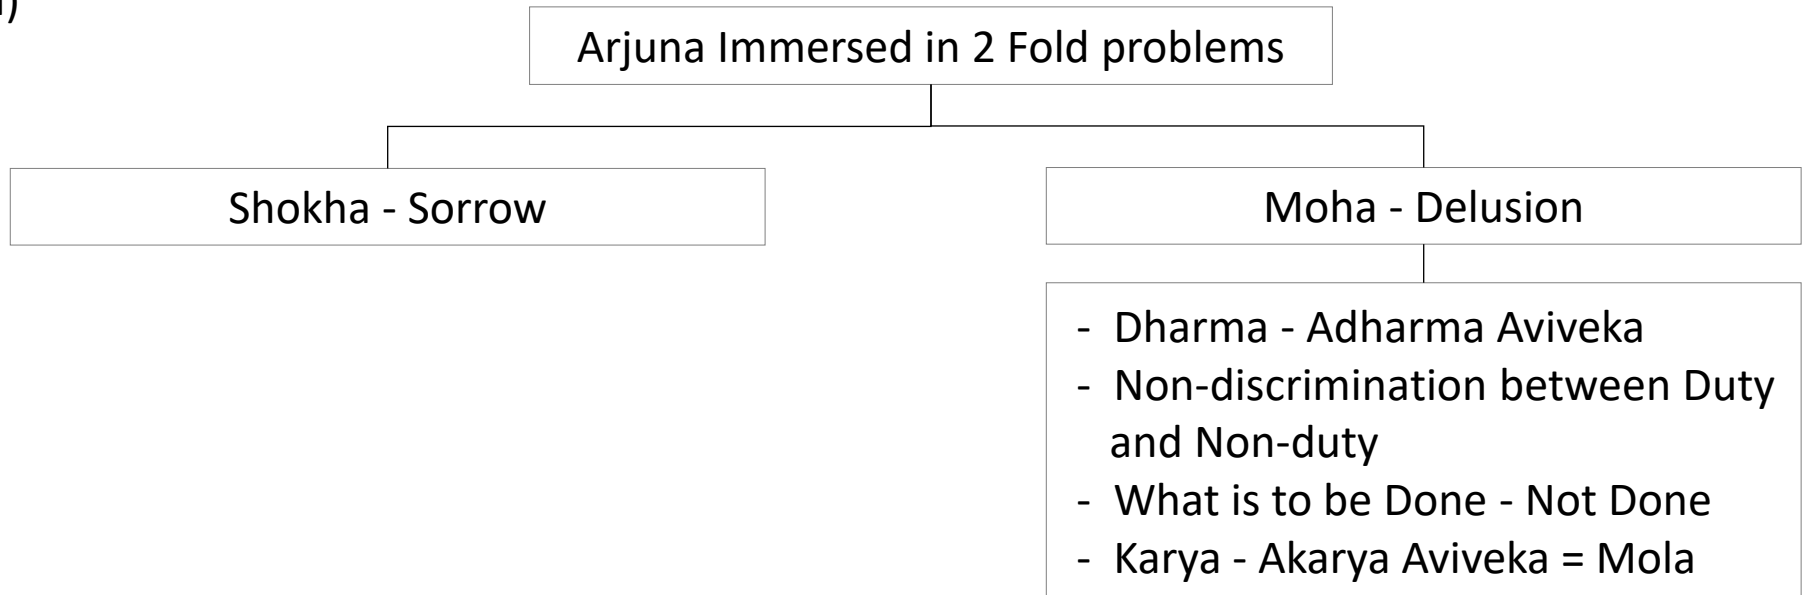 Arjuna Immersed in 2 Fold problems
Shokha - Sorrow
Moha - Delusion
- Dharma - Adharma Aviveka
- Non-discrimination between Duty
and Non-duty
- What is to be Done - Not Done
- Karya - Akarya Aviveka = Mola